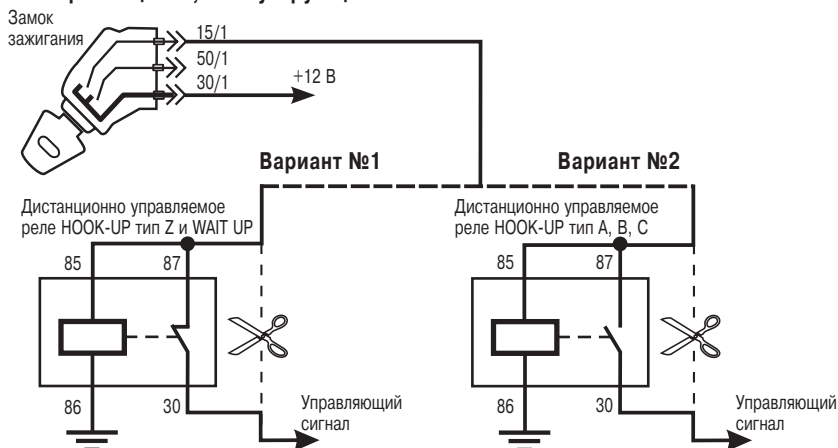 Замок
зажигания
15/1
50/1
30/1
+12 В
Вариант №1
Вариант №2
Дистанционно управляемое
реле HOOK-UP тип Z и WAIT UP
85
87
86
30
Управляющий
сигнал
Дистанционно управляемое
реле HOOK-UP тип А, В, С
85
87
86
30
Управляющий
сигнал